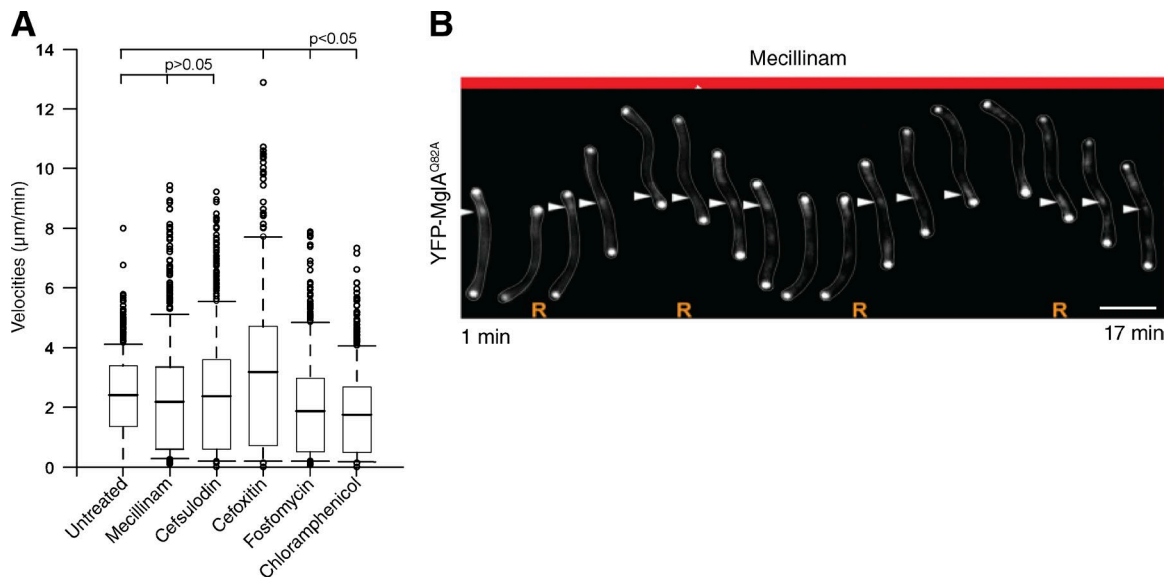 A
14
12
10
8
6
4
2
0
Velocities (µm/min)
p<0.05
p>0.05
Untreated
Mecillinam
Cefsulodin
Cefoxitin
Fosfomycin
Chloramphenicol
B
Mecillinam
YFP-MglA^Q82A
R R R R
1 min 17 min